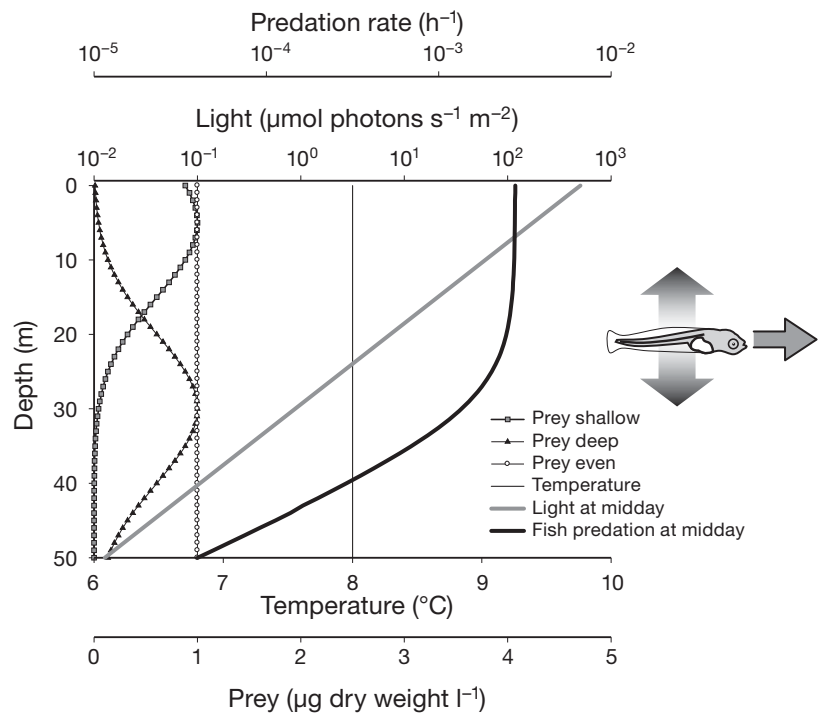 Predation rate (h⁻¹)
10⁻⁵ 10⁻⁴ 10⁻³ 10⁻²
Light (µmol photons s⁻¹ m⁻²)
10⁻² 10⁻¹ 10⁰ 10¹ 10² 10³
0
10
20
30
40
50
Depth (m)
Prey shallow
Prey deep
Prey even
Temperature
Light at midday
Fish predation at midday
6 7 8 9 10
Temperature (°C)
0 1 2 3 4 5
Prey (µg dry weight l⁻¹)